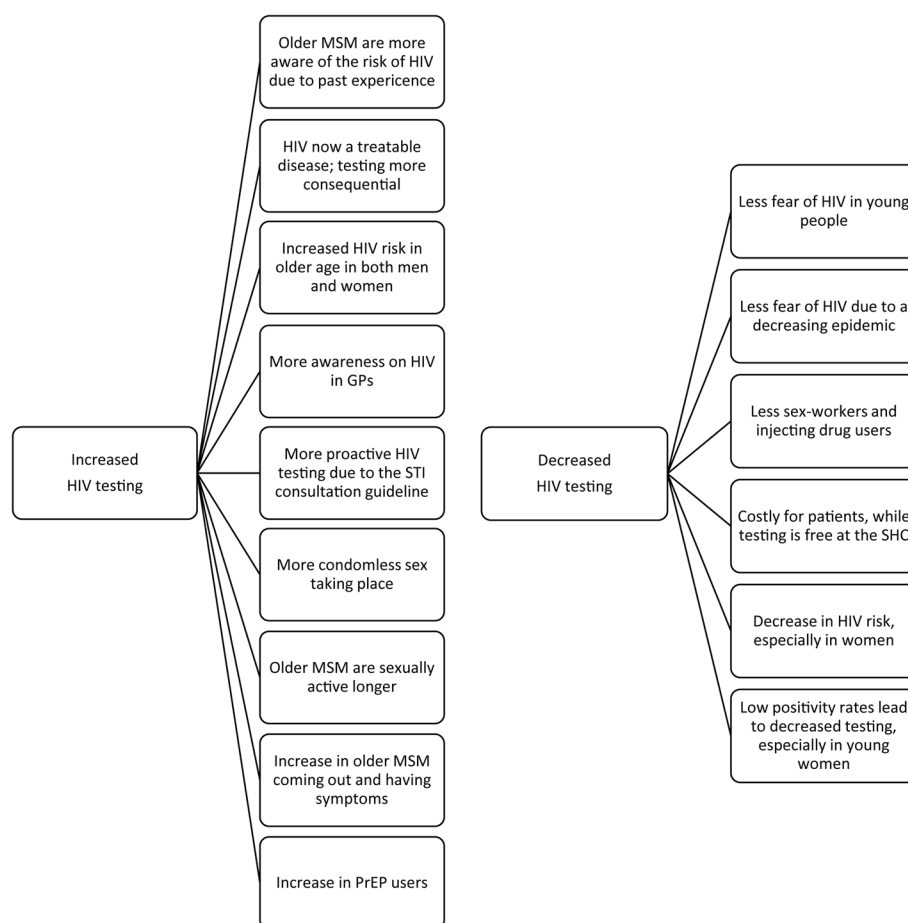 Older MSM are more
aware of the risk of HIV
due to past expericence
HIV now a treatable
disease; testing more
consequential
Increased HIV risk in
older age in both men
and women
More awareness on HIV
in GPs
Increased
HIV testing
More proactive HIV
testing due to the STI
consultation guideline
More condomless sex
taking place
Older MSM are sexually
active longer
Increase in older MSM
coming out and having
symptoms
Increase in PrEP users
Less fear of HIV in young
people
Less fear of HIV due to a
decreasing epidemic
Less sex-workers and
injecting drug users
Decreased
HIV testing
Costly for patients, while
testing is free at the SHC
Decrease in HIV risk,
especially in women
Low positivity rates lead
to decreased testing,
especially in young
women